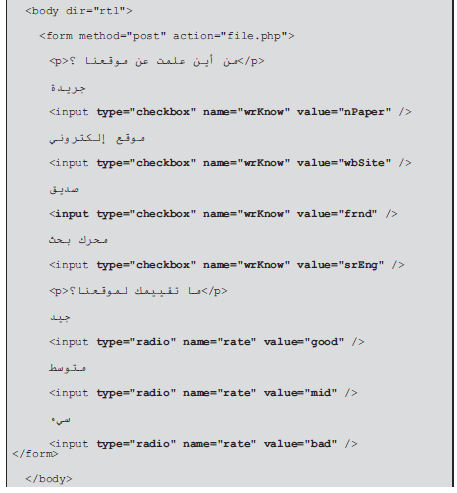 <body dir="rtl">
<form method="post" action="file.php">
<p>من أين علمت عن موقعنا ؟</p>
جريدة
<input type="checkbox" name="wrKnow" value="nPaper" />
موقع إلكتروني
<input type="checkbox" name="wrKnow" value="wbSite" />
صديق
<input type="checkbox" name="wrKnow" value="frnd" />
محرك بحث
<input type="checkbox" name="wrKnow" value="srEng" />
<p>ما تقييمك لموقعنا؟</p>
جيد
<input type="radio" name="rate" value="good" />
متوسط
<input type="radio" name="rate" value="mid" />
سيء
<input type="radio" name="rate" value="bad" />
</form>
</body>